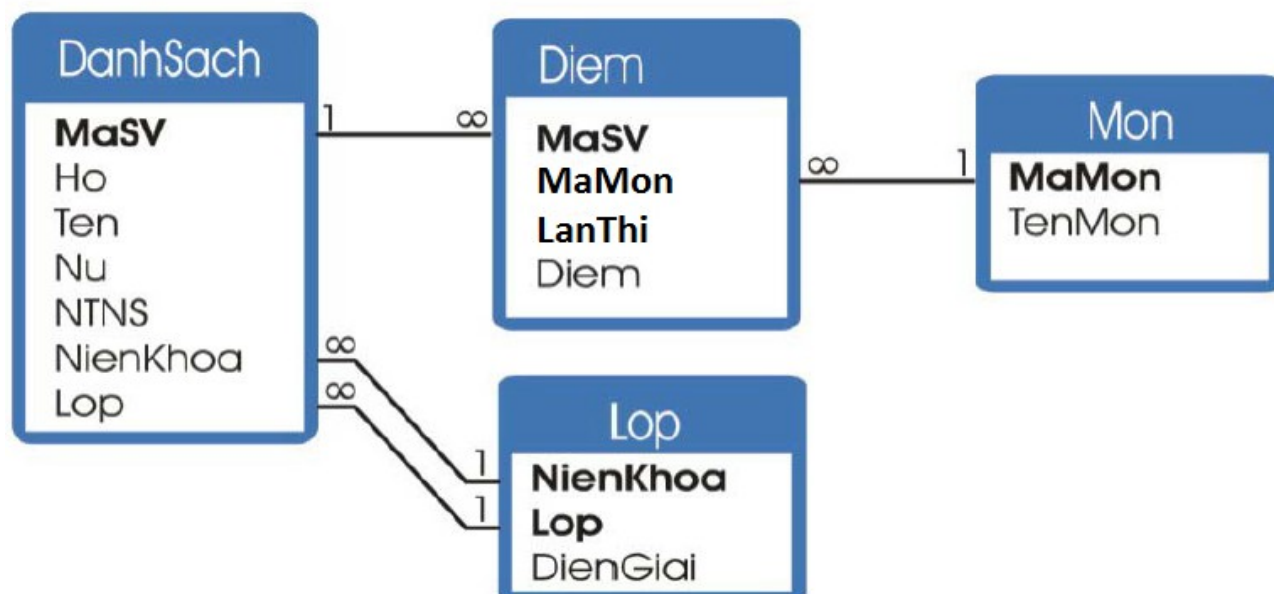 DanhSach
MaSV
Ho
Ten
Nu
NTNS
NienKhoa
Lop
1
∞
Diem
MaSV
MaMon
LanThi
Diem
∞
1
Mon
MaMon
TenMon
∞
∞
1
1
Lop
NienKhoa
Lop
DienGiai